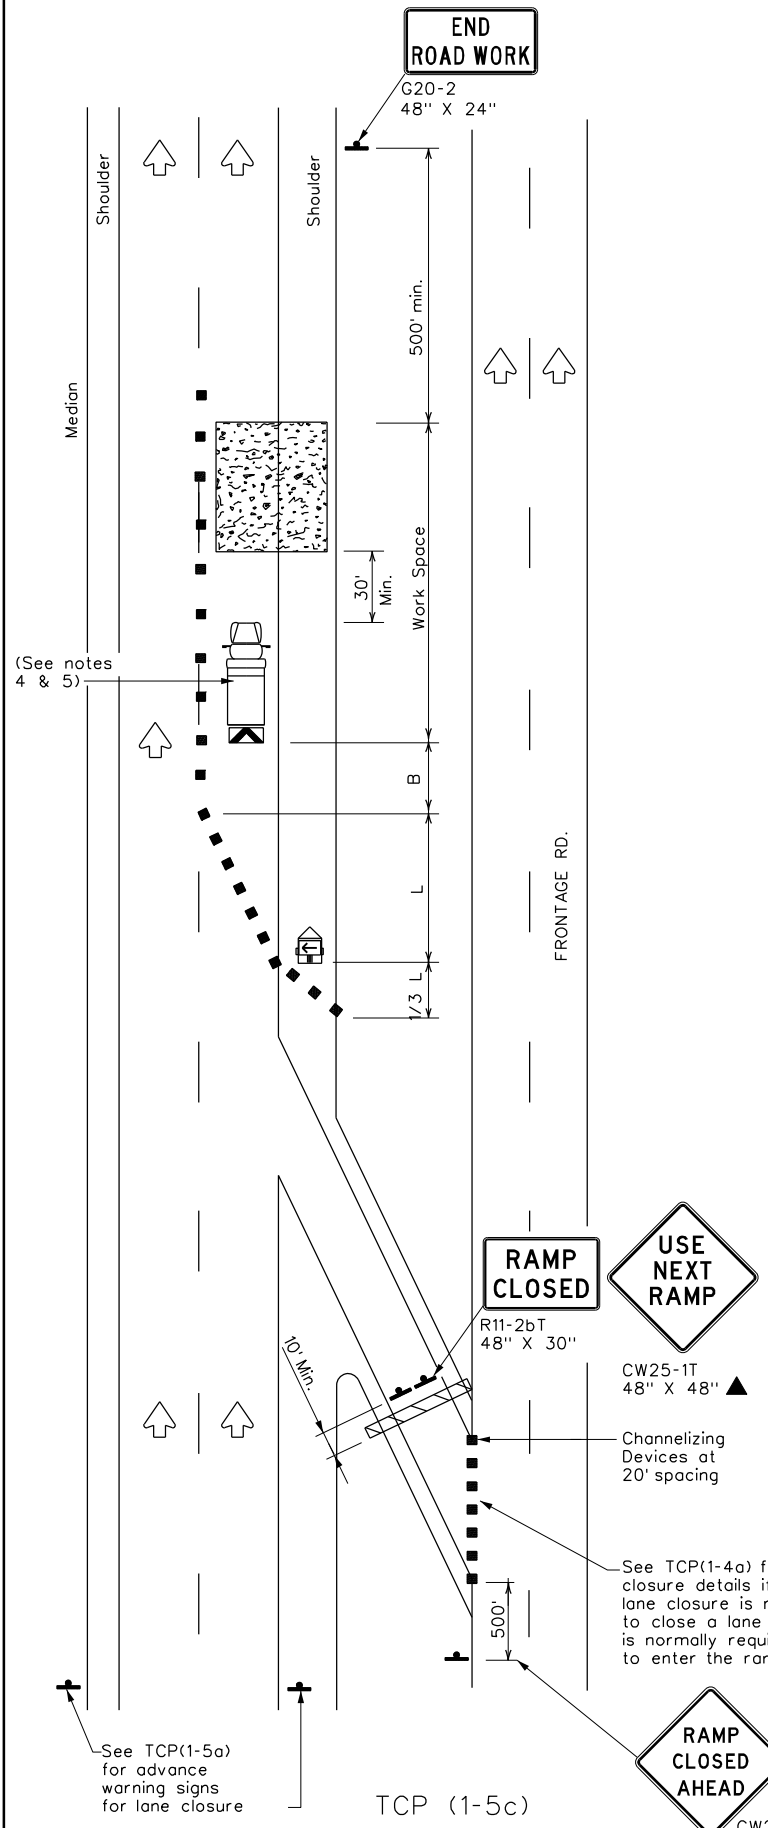 END
ROAD WORK
G20-2
48" X 24"
Shoulder
Shoulder
500' min.
Median
Work Space
30'
Min.
(See notes
4 & 5)
B
L
FRONTAGE RD.
1/3 L
RAMP
CLOSED
R11-2bT
48" X 30"
USE
NEXT
RAMP
CW25-1T
48" X 48"
10' Min.
Channelizing
Devices at
20' spacing
See TCP(1-4a) f
closure details i
lane closure is
to close a lane
is normally requi
to enter the ra
500'
See TCP(1-5a)
for advance
warning signs
for lane closure
RAMP
CLOSED
AHEAD
TCP (1-5c)